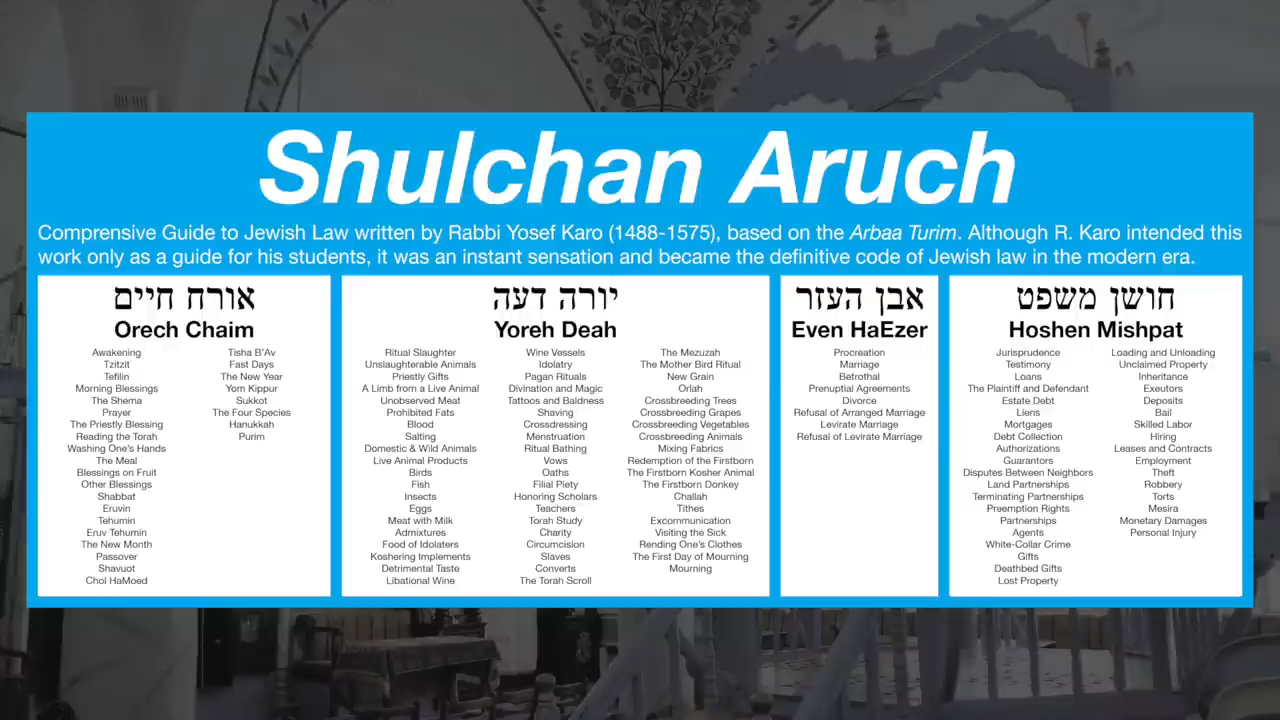 Shulchan Aruch
Comprensive Guide to Jewish Law written by Rabbi Yosef Karo (1488-1575), based on the Arbaa Turim. Although R. Karo intended this
work only as a guide for his students, it was an instant sensation and became the definitive code of Jewish law in the modern era.
אורח חיים
Orech Chaim
Awakening
Tzitzit
Tefilin
Morning Blessings
The Shema
Prayer
The Priestly Blessing
Reading the Torah
Washing One's Hands
The Meal
Blessings on Fruit
Other Blessings
Shabbat
Eruvin
Tehumin
Eruv Tehumin
The New Month
Passover
Shavuot
Chol HaMoed
Tisha B'Av
Fast Days
The New Year
Yom Kippur
Sukkot
The Four Species
Hanukkah
Purim
יורה דעה
Yoreh Deah
Ritual Slaughter
Unslaughterable Animals
Priestly Gifts
A Limb from a Live Animal
Unobserved Meat
Prohibited Fats
Blood
Salting
Domestic & Wild Animals
Live Animal Products
Birds
Fish
Insects
Eggs
Meat with Milk
Admixtures
Food of Idolaters
Koshering Implements
Detrimental Taste
Libational Wine
Wine Vessels
Idolatry
Pagan Rituals
Divination and Magic
Tattoos and Baldness
Shaving
Crossdressing
Menstruation
Ritual Bathing
Vows
Oaths
Filial Piety
Honoring Scholars
Teachers
Torah Study
Charity
Circumcision
Slaves
Converts
The Torah Scroll
The Mezuzah
The Mother Bird Ritual
New Grain
Orlah
Crossbreeding Trees
Crossbreeding Grapes
Crossbreeding Vegetables
Crossbreeding Animals
Mixing Fabrics
Redemption of the Firstborn
The Firstborn Kosher Animal
The Firstborn Donkey
Challah
Tithes
Excommunication
Visiting the Sick
Rending One's Clothes
The First Day of Mourning
Mourning
אבן העזר
Even HaEzer
Procreation
Marriage
Betrothal
Prenuptial Agreements
Divorce
Refusal of Arranged Marriage
Levirate Marriage
Refusal of Levirate Marriage
חושן משפט
Hoshen Mishpat
Jurisprudence
Testimony
Loans
The Plaintiff and Defendant
Estate Debt
Liens
Mortgages
Debt Collection
Authorizations
Guarantors
Disputes Between Neighbors
Land Partnerships
Terminating Partnerships
Preemption Rights
Partnerships
Agents
White-Collar Crime
Gifts
Deathbed Gifts
Lost Property
Loading and Unloading
Unclaimed Property
Inheritance
Exeutors
Deposits
Bail
Skilled Labor
Hiring
Leases and Contracts
Employment
Theft
Robbery
Torts
Mesira
Monetary Damages
Personal Injury